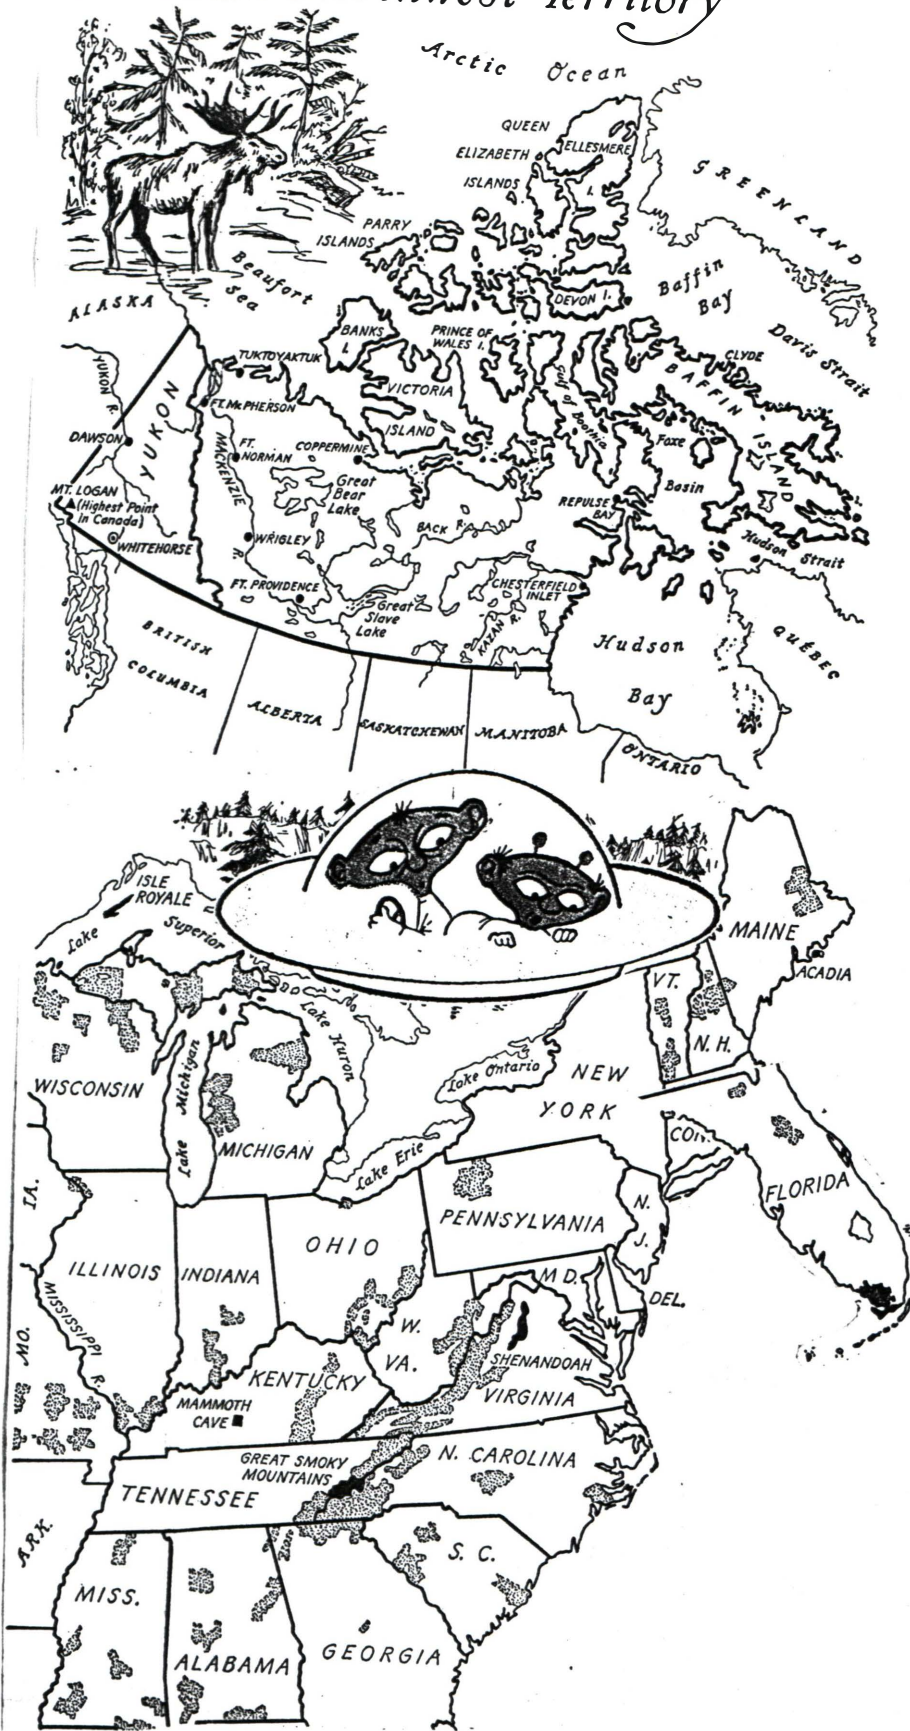 Territory
Arctic Ocean
QUEEN
ELIZABETH
ISLANDS
ELLESMERE
I.
GREENLAND
PARRY
ISLANDS
Beaufort
Sea
ALASKA
DEVON I.
Baffin
Bay
Davis Strait
BANKS
I.
PRINCE OF
WALES I.
CLYDE
BAFFIN
ISLAND
TUKTOYAKTUK
YUKON R.
VICTORIA
ISLAND
Gulf of Boothia
FT. McPHERSON
YUKON
DAWSON
MACKENZIE
R.
FT.
NORMAN
COPPERMINE
Foxe
Basin
Great
Bear
Lake
MT. LOGAN
(Highest Point
in Canada)
REPULSE
BAY
BACK R.
WHITEHORSE
WRIGLEY
Hudson Strait
FT. PROVIDENCE
CHESTERFIELD
INLET
Great
Slave
Lake
KAZAN R.
Hudson
Bay
QUÉBEC
BRITISH
COLUMBIA
ALBERTA
SASKATCHEWAN
MANITOBA
ONTARIO
ISLE
ROYALE
Lake Superior
MAINE
ACADIA
VT.
N. H.
Lake Huron
Lake Michigan
WISCONSIN
MICHIGAN
Lake Ontario
NEW
YORK
Lake Erie
CON.
FLORIDA
IA.
PENNSYLVANIA
N.
J.
OHIO
ILLINOIS
INDIANA
MD.
DEL.
MISSISSIPPI R.
MO.
W.
VA.
SHENANDOAH
VIRGINIA
KENTUCKY
MAMMOTH
CAVE
GREAT SMOKY
MOUNTAINS
N. CAROLINA
TENNESSEE
ARK.
S. C.
MISS.
ALABAMA
GEORGIA